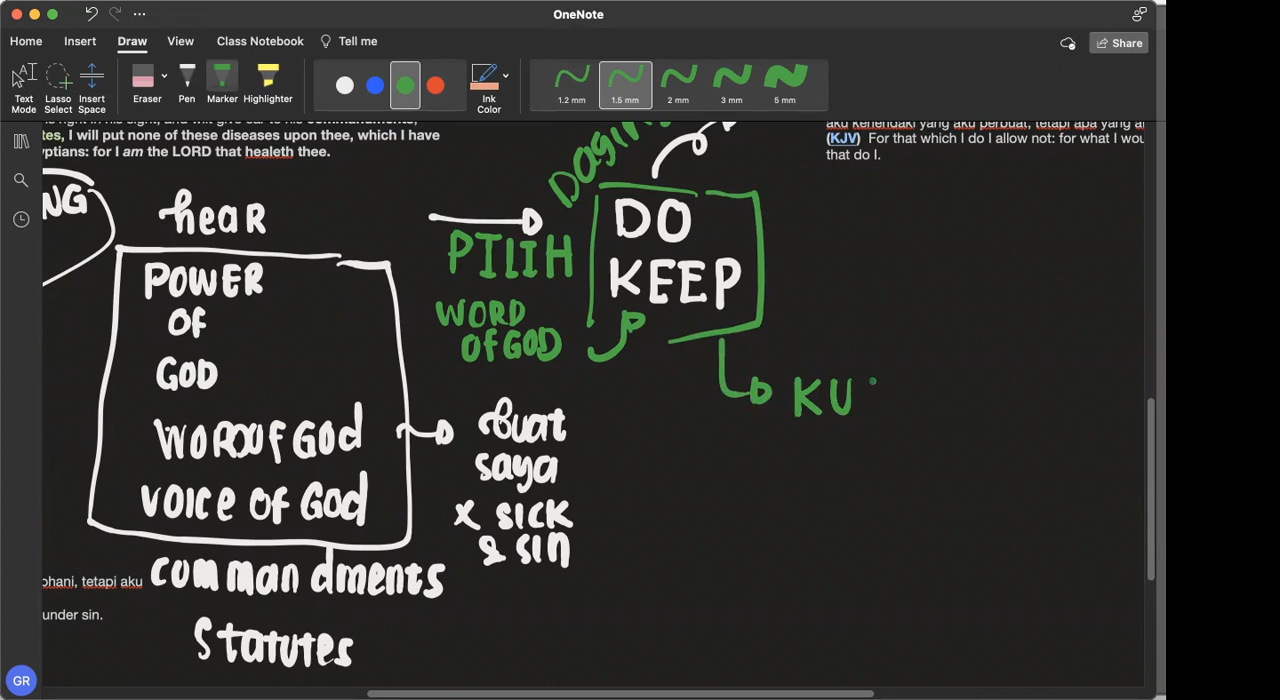 OneNote
Home Insert Draw View Class Notebook Tell me
Share
Text Mode
Lasso Select
Insert Space
Eraser
Pen
Marker
Highlighter
Ink Color
1.2 mm
1.5 mm
2 mm
3 mm
5 mm
tes, I will put none of these diseases upon thee, which I have
yptians: for I am the LORD that healeth thee.
aku kehendaki yang aku perbuat, tetapi apa yang
(KJV) For that which I do I allow not: for what I wou
that do I.
NG
hear
POWER
OF
GOD
WORD OF GOD
VOICE OF GOD
commandments
Statutes
PILIH
WORD
OF GOD
Daging
DO
KEEP
KU
buat
saya
x sick
& sin
phani, tetapi aku
under sin.
GR